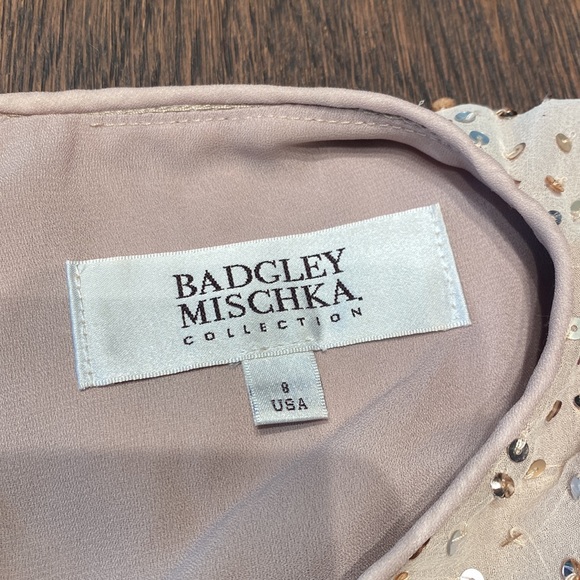 BADGLEY
MISCHKA.
COLLECTION
8
USA